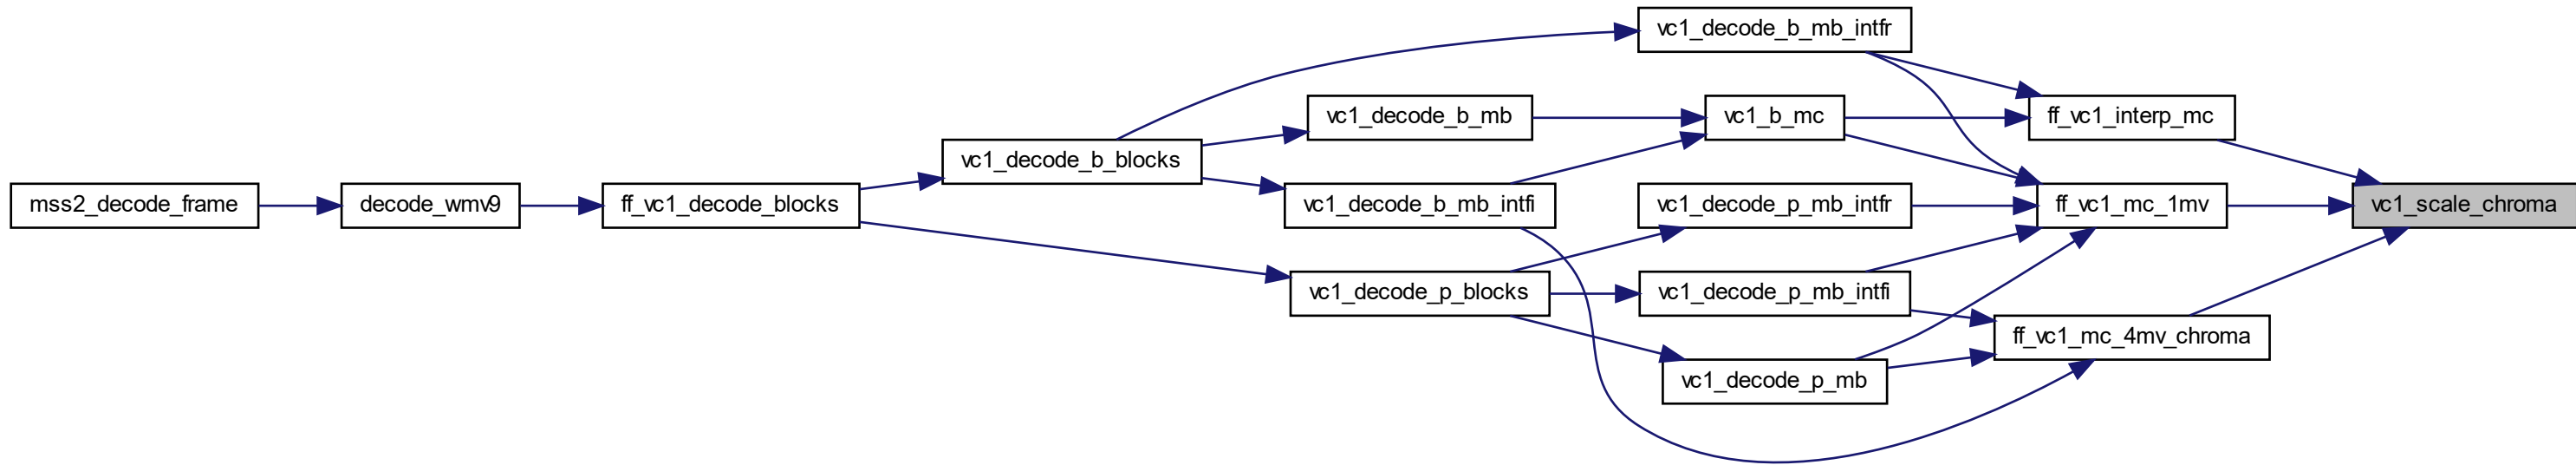 vc1_decode_b_mb_intfr
vc1_decode_b_mb
vc1_b_mc
ff_vc1_interp_mc
vc1_decode_b_blocks
mss2_decode_frame
decode_wmv9
ff_vc1_decode_blocks
vc1_decode_b_mb_intfi
vc1_decode_p_mb_intfr
ff_vc1_mc_1mv
vc1_scale_chroma
vc1_decode_p_blocks
vc1_decode_p_mb_intfi
ff_vc1_mc_4mv_chroma
vc1_decode_p_mb